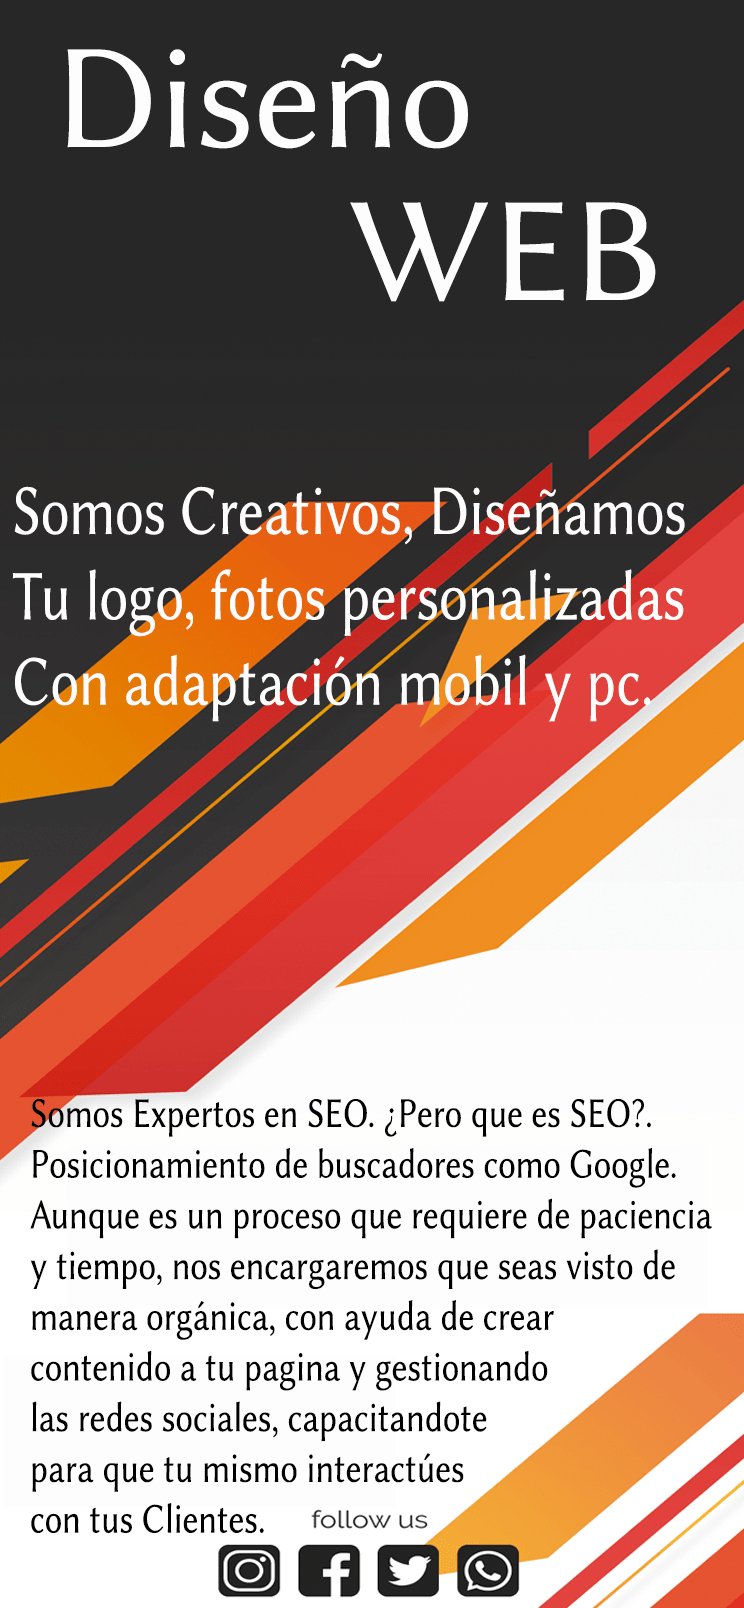 Diseño
WEB
Somos Creativos, Diseñamos
Tu logo, fotos personalizadas
Con adaptación mobil y pc.
Somos Expertos en SEO. ¿Pero que es SEO?.
Posicionamiento de buscadores como Google.
Aunque es un proceso que requiere de paciencia
y tiempo, nos encargaremos que seas visto de
manera orgánica, con ayuda de crear
contenido a tu pagina y gestionando
las redes sociales, capacitandote
para que tu mismo interactúes
con tus Clientes.
follow us